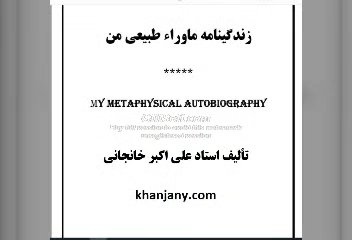 زندگینامه ماوراء طبیعی من
*****
MY METAPHYSICAL AUTOBIOGRAPHY
تألیف استاد علی اکبر خانجانی
khanjany.com